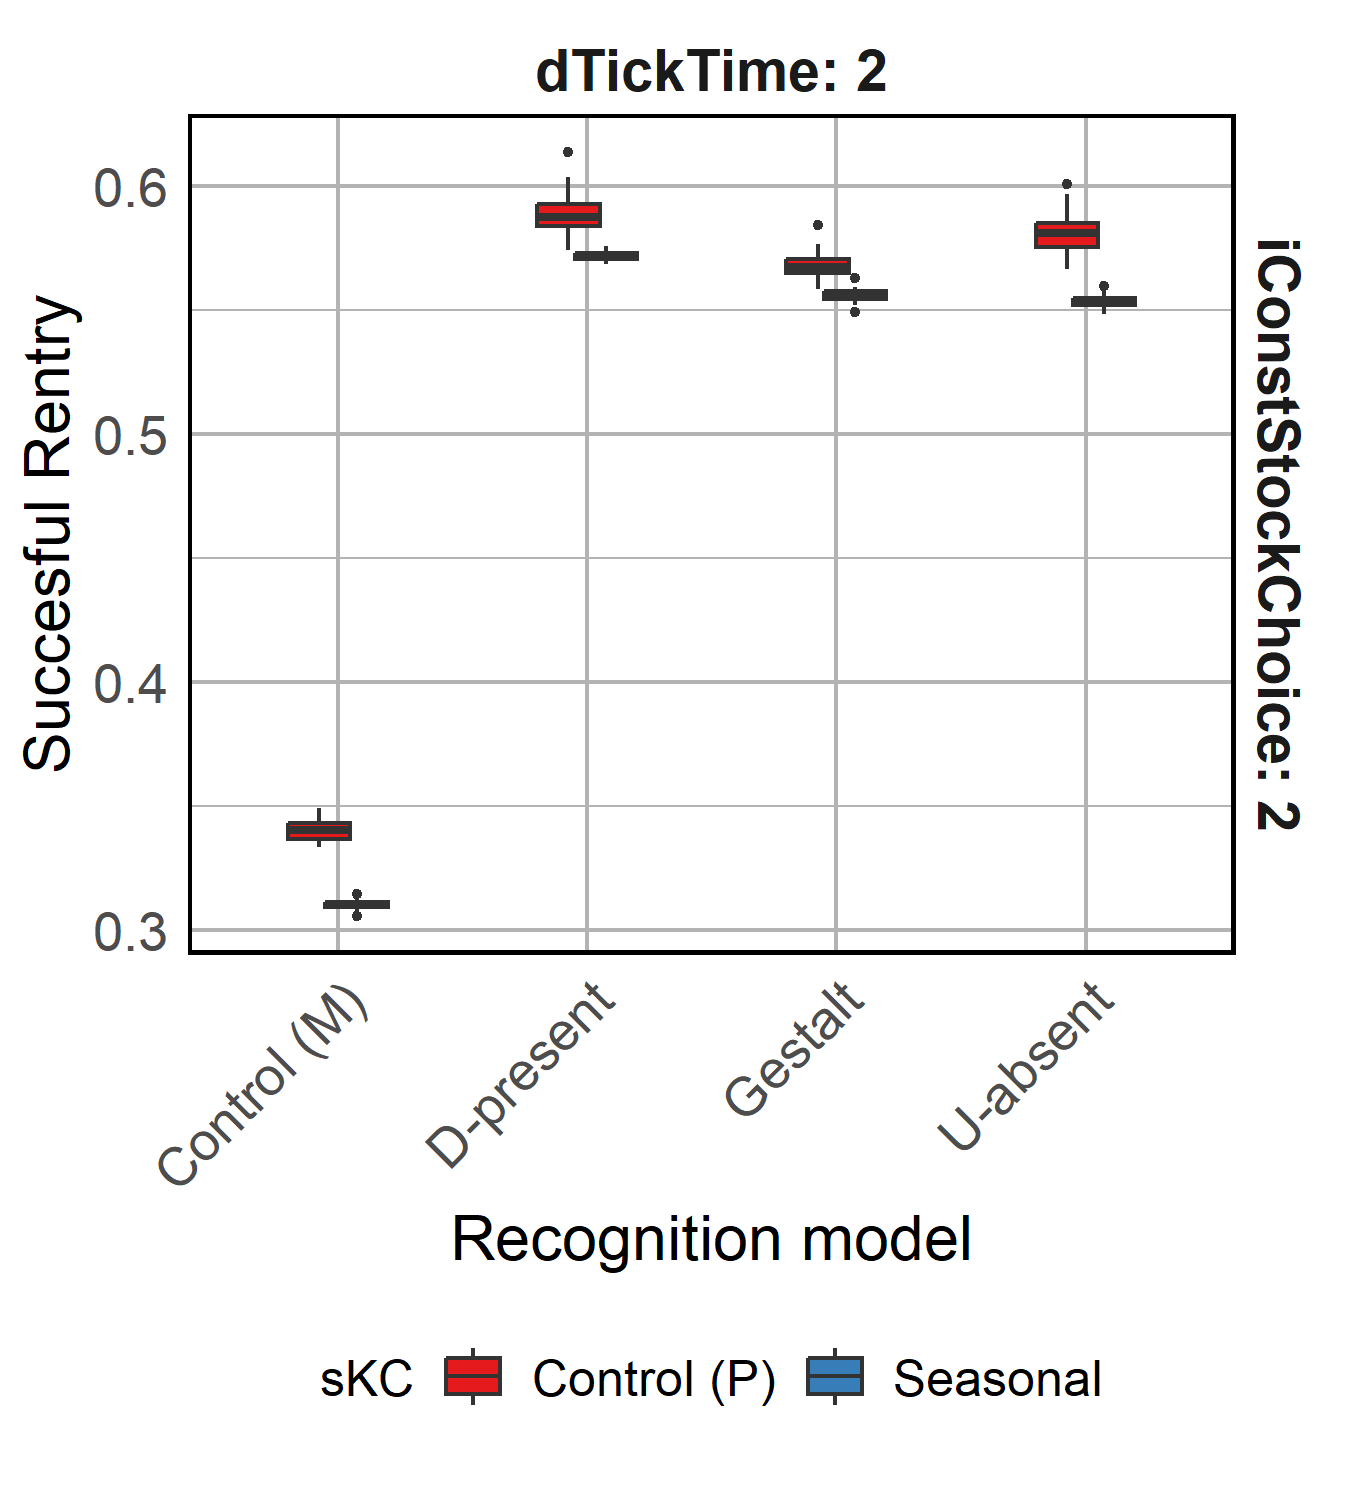 dTickTime: 2
iConstStockChoice: 2
Succesful Rentry
0.6
0.5
0.4
0.3
Control (M)
D-present
Gestalt
U-absent
Recognition model
sKC Control (P) Seasonal